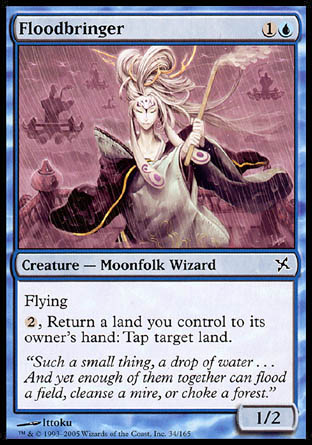 Floodbringer 1
Creature — Moonfolk Wizard
Flying
2, Return a land you control to its
owner's hand: Tap target land.
"Such a small thing, a drop of water . . .
And yet enough of them together can flood
a field, cleanse a mire, or choke a forest."
Ittoku
™ & © 1993–2005 Wizards of the Coast, Inc. 34/165
1/2